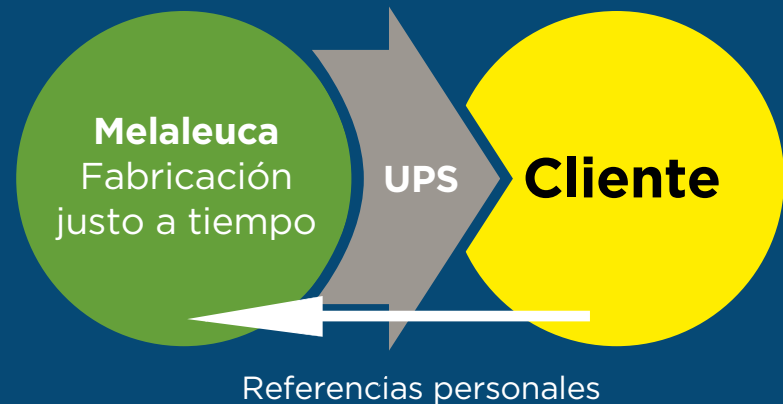 Melaleuca
Fabricación
justo a tiempo
UPS
Cliente
Referencias personales